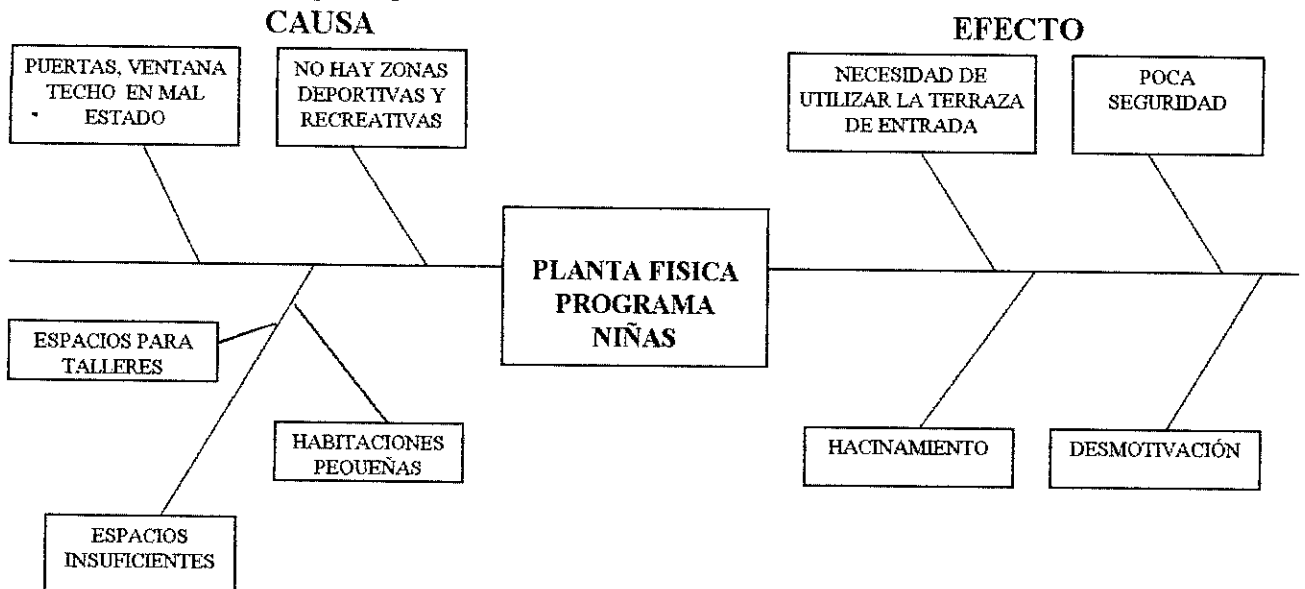 CAUSA
EFECTO
PUERTAS, VENTANA
TECHO EN MAL
ESTADO
NO HAY ZONAS
DEPORTIVAS Y
RECREATIVAS
NECESIDAD DE
UTILIZAR LA TERRAZA
DE ENTRADA
POCA
SEGURIDAD
PLANTA FISICA
PROGRAMA
NIÑAS
ESPACIOS PARA
TALLERES
HABITACIONES
PEQUEÑAS
ESPACIOS
INSUFICIENTES
HACINAMIENTO
DESMOTIVACIÓN